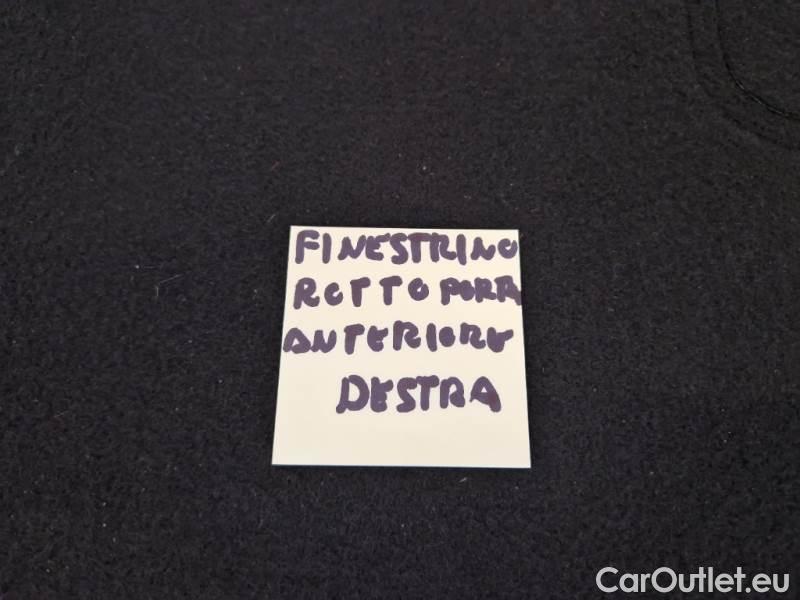 FINESTRINO
ROTTO PORTA
ANTERIORE
DESTRA
CarOutlet.eu